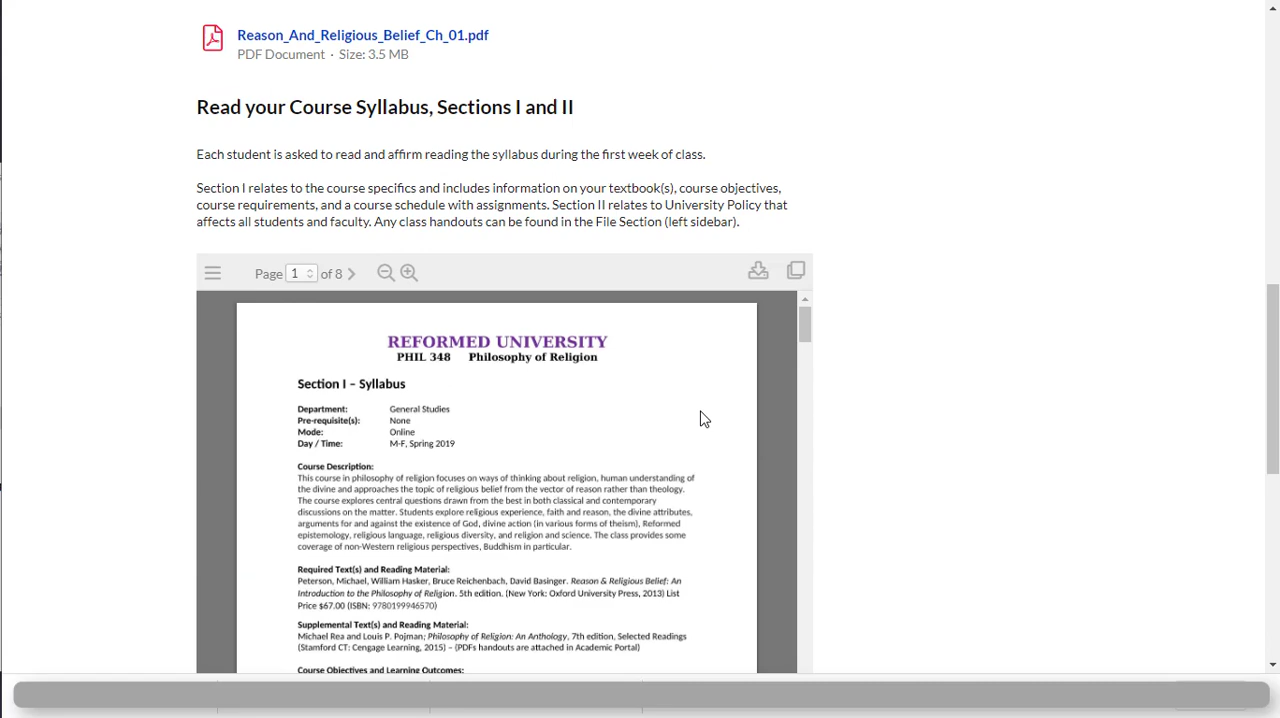 Reason_And_Religious_Belief_Ch_01.pdf
PDF Document · Size: 3.5 MB
Read your Course Syllabus, Sections I and II
Each student is asked to read and affirm reading the syllabus during the first week of class.
Section I relates to the course specifics and includes information on your textbook(s), course objectives,
course requirements, and a course schedule with assignments. Section II relates to University Policy that
affects all students and faculty. Any class handouts can be found in the File Section (left sidebar).
Page 1 of 8
REFORMED UNIVERSITY
PHIL 348 Philosophy of Religion
Section I – Syllabus
Department: General Studies
Pre-requisite(s): None
Mode: Online
Day / Time: M-F, Spring 2019
Course Description:
This course in philosophy of religion focuses on ways of thinking about religion, human understanding of
the divine and approaches the topic of religious belief from the vector of reason rather than theology.
The course explores central questions drawn from the best in both classical and contemporary
discussions on the matter. Students explore religious experience, faith and reason, the divine attributes,
arguments for and against the existence of God, divine action (in various forms of theism), Reformed
epistemology, religious language, religious diversity, and religion and science. The class provides some
coverage of non-Western religious perspectives, Buddhism in particular.
Required Text(s) and Reading Material:
Peterson, Michael, William Hasker, Bruce Reichenbach, David Basinger. Reason & Religious Belief: An
Introduction to the Philosophy of Religion. 5th edition. (New York: Oxford University Press, 2013) List
Price $67.00 (ISBN: 9780199946570)
Supplemental Text(s) and Reading Material:
Michael Rea and Louis P. Pojman; Philosophy of Religion: An Anthology, 7th edition, Selected Readings
(Stamford CT: Cengage Learning, 2015) – (PDFs handouts are attached in Academic Portal)
Course Objectives and Learning Outcomes: